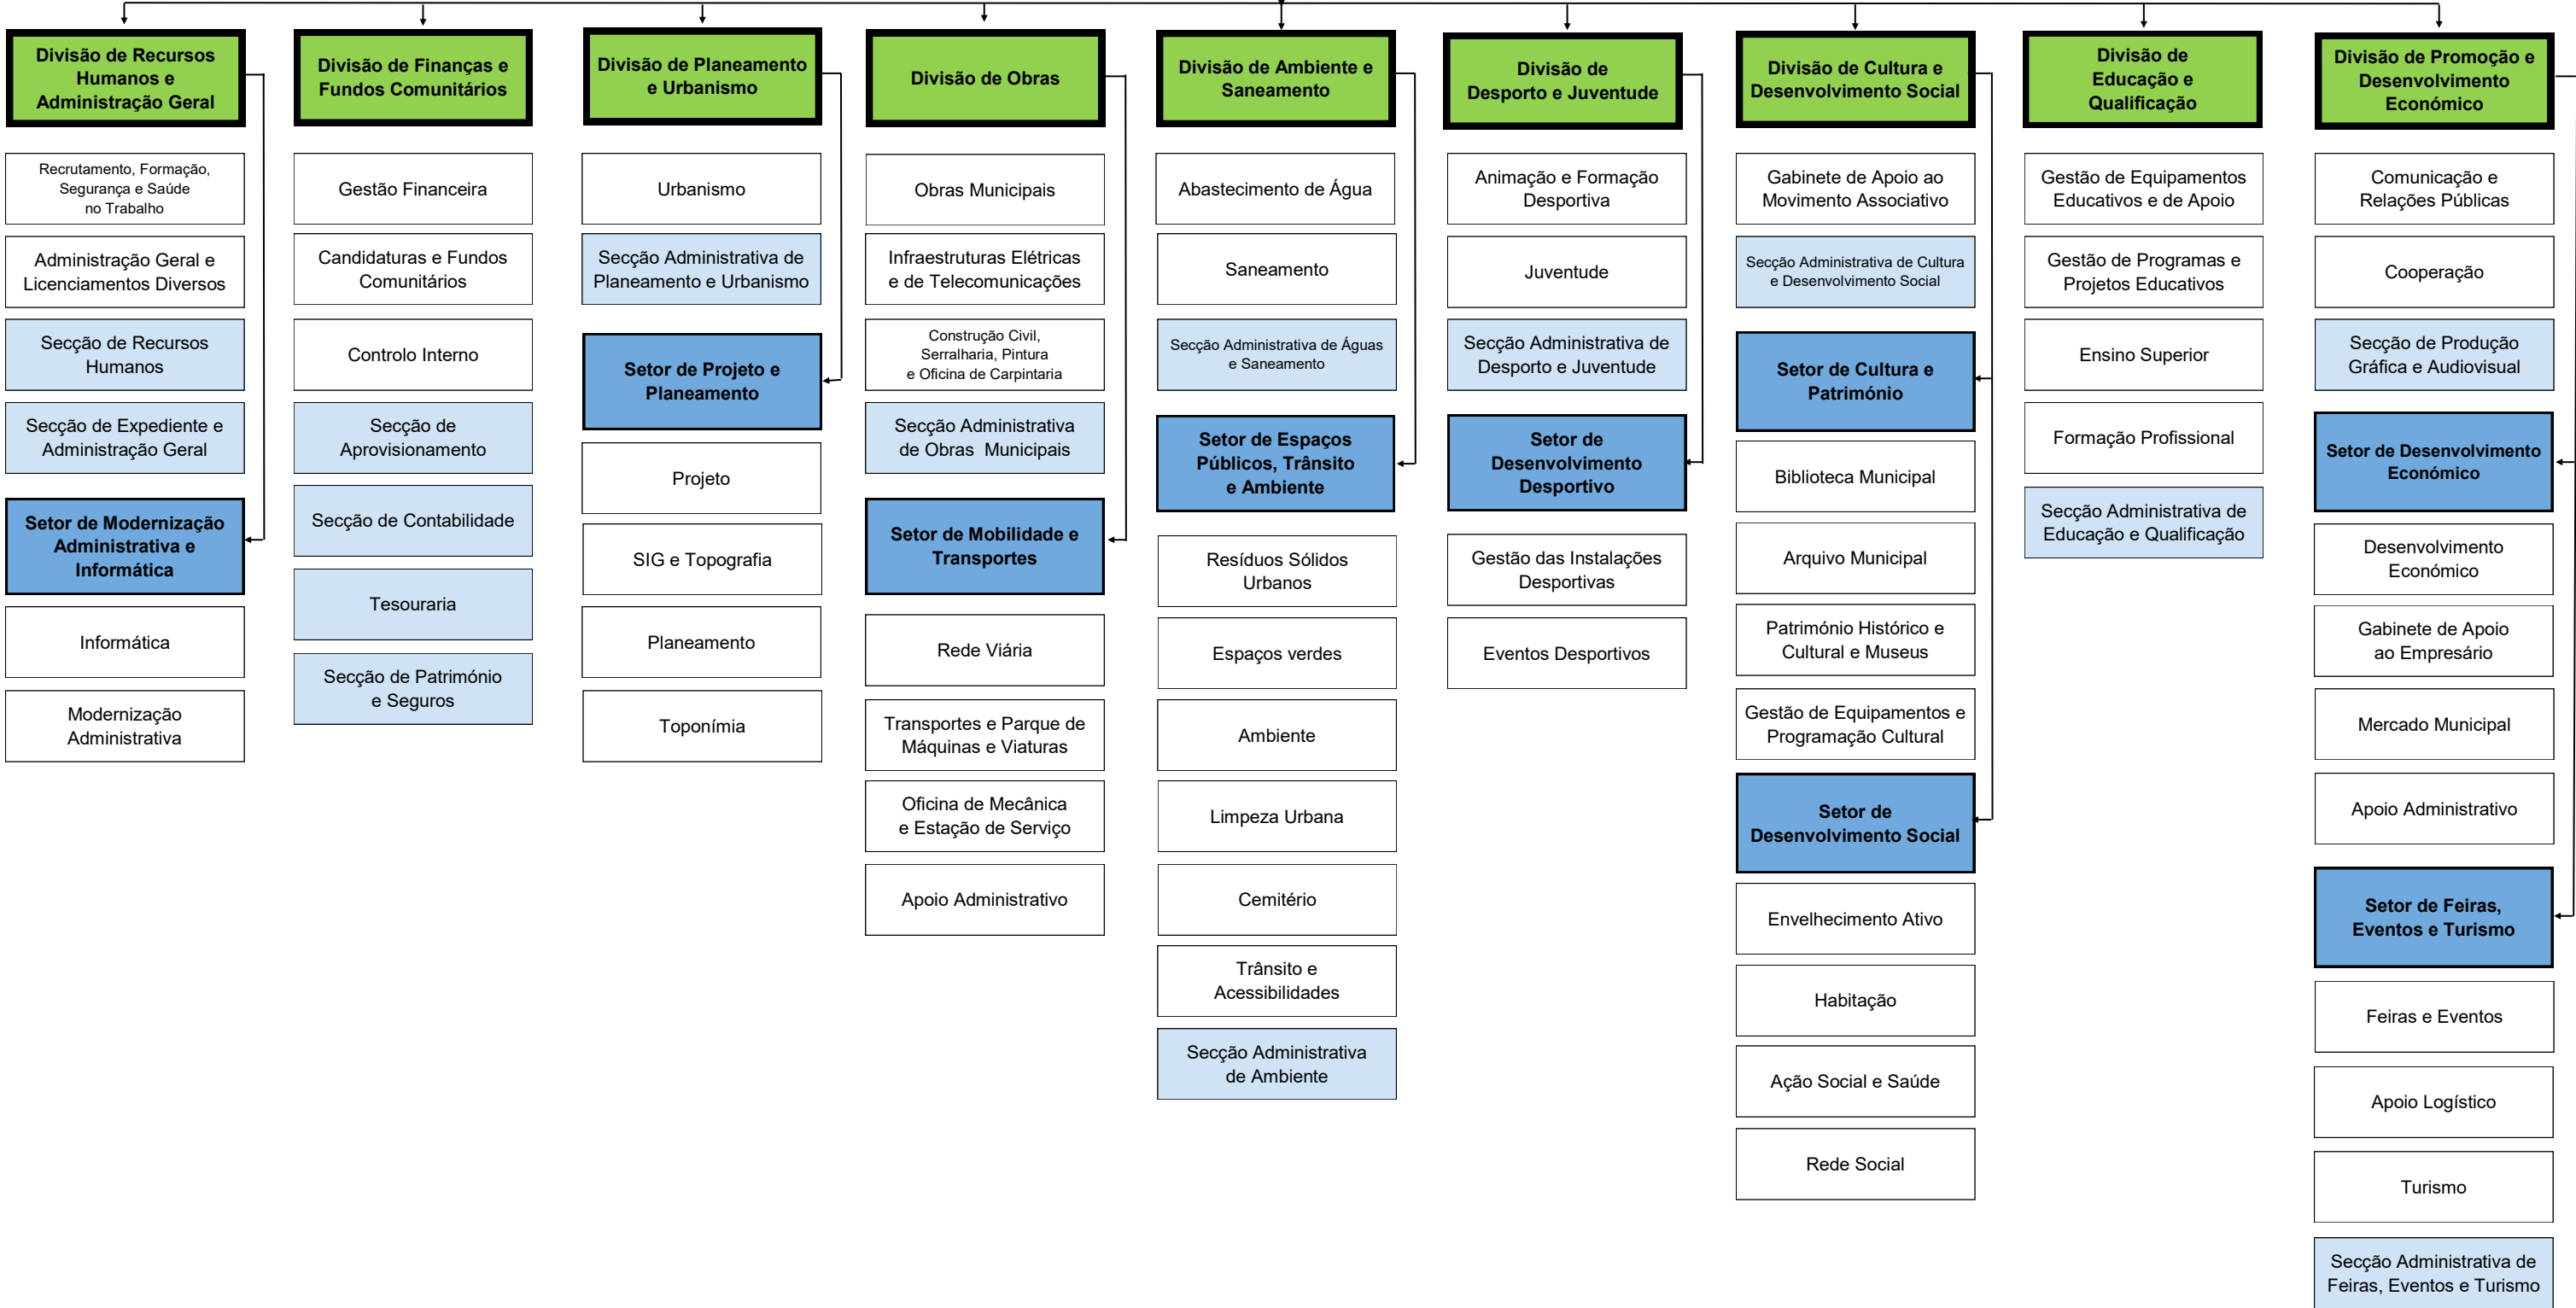 Divisão de Recursos
Humanos e
Administração Geral
Recrutamento, Formação,
Segurança e Saúde
no Trabalho
Administração Geral e
Licenciamentos Diversos
Secção de Recursos
Humanos
Secção de Expediente e
Administração Geral
Setor de Modernização
Administrativa e
Informática
Informática
Modernização
Administrativa
Divisão de Finanças e
Fundos Comunitários
Gestão Financeira
Candidaturas e Fundos
Comunitários
Controlo Interno
Secção de
Aprovisionamento
Secção de Contabilidade
Tesouraria
Secção de Património
e Seguros
Divisão de Planeamento
e Urbanismo
Urbanismo
Secção Administrativa de
Planeamento e Urbanismo
Setor de Projeto e
Planeamento
Projeto
SIG e Topografia
Planeamento
Toponímia
Divisão de Obras
Obras Municipais
Infraestruturas Elétricas
e de Telecomunicações
Construção Civil,
Serralharia, Pintura
e Oficina de Carpintaria
Secção Administrativa
de Obras  Municipais
Setor de Mobilidade e
Transportes
Rede Viária
Transportes e Parque de
Máquinas e Viaturas
Oficina de Mecânica
e Estação de Serviço
Apoio Administrativo
Divisão de Ambiente e
Saneamento
Abastecimento de Água
Saneamento
Secção Administrativa de Águas
e Saneamento
Setor de Espaços
Públicos, Trânsito
e Ambiente
Resíduos Sólidos
Urbanos
Espaços verdes
Ambiente
Limpeza Urbana
Cemitério
Trânsito e
Acessibilidades
Secção Administrativa
de Ambiente
Divisão de
Desporto e Juventude
Animação e Formação
Desportiva
Juventude
Secção Administrativa de
Desporto e Juventude
Setor de
Desenvolvimento
Desportivo
Gestão das Instalações
Desportivas
Eventos Desportivos
Divisão de Cultura e
Desenvolvimento Social
Gabinete de Apoio ao
Movimento Associativo
Secção Administrativa de Cultura
e Desenvolvimento Social
Setor de Cultura e
Património
Biblioteca Municipal
Arquivo Municipal
Património Histórico e
Cultural e Museus
Gestão de Equipamentos e
Programação Cultural
Setor de
Desenvolvimento Social
Envelhecimento Ativo
Habitação
Ação Social e Saúde
Rede Social
Divisão de
Educação e
Qualificação
Gestão de Equipamentos
Educativos e de Apoio
Gestão de Programas e
Projetos Educativos
Ensino Superior
Formação Profissional
Secção Administrativa de
Educação e Qualificação
Divisão de Promoção e
Desenvolvimento
Económico
Comunicação e
Relações Públicas
Cooperação
Secção de Produção
Gráfica e Audiovisual
Setor de Desenvolvimento
Económico
Desenvolvimento
Económico
Gabinete de Apoio
ao Empresário
Mercado Municipal
Apoio Administrativo
Setor de Feiras,
Eventos e Turismo
Feiras e Eventos
Apoio Logístico
Turismo
Secção Administrativa de
Feiras, Eventos e Turismo